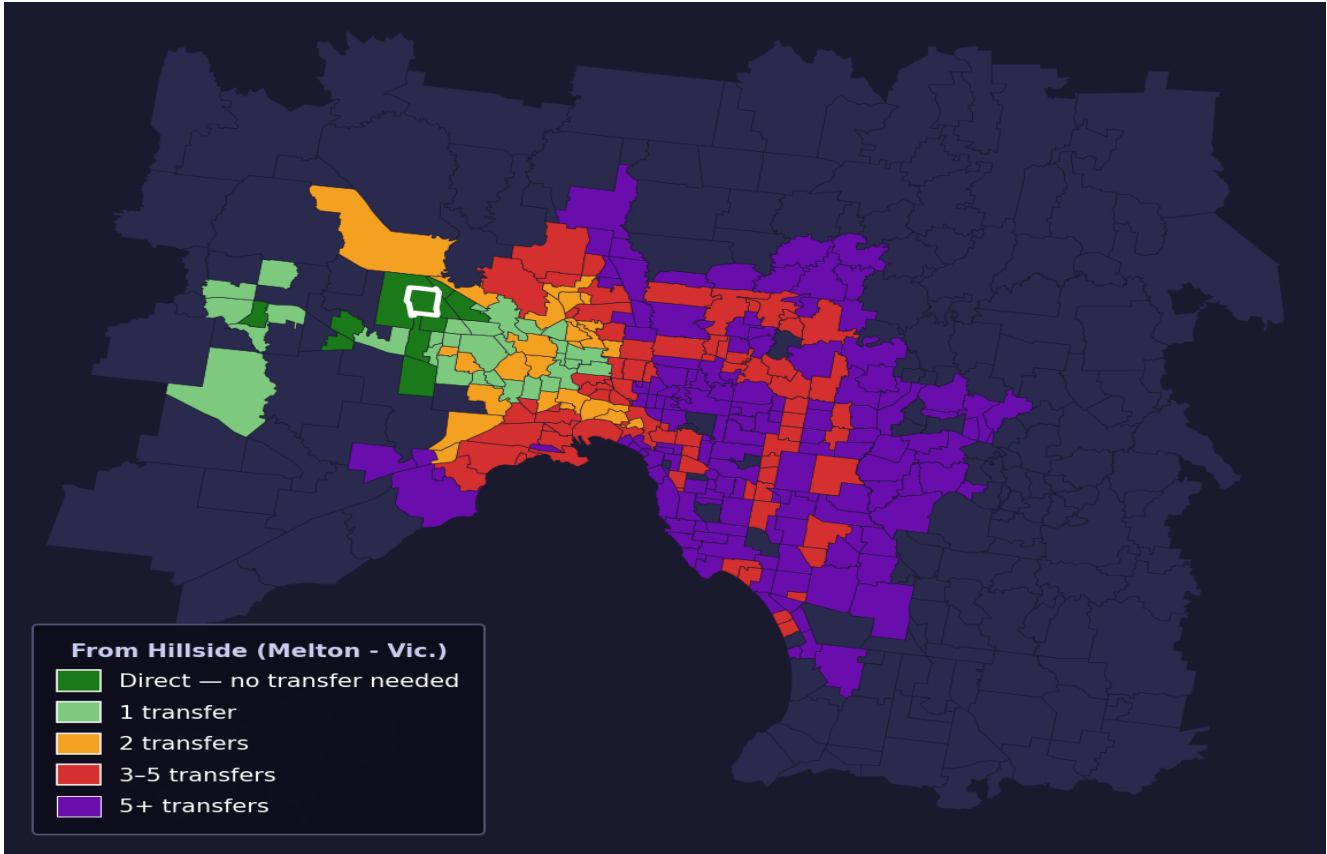 From Hillside (Melton - Vic.)
Direct — no transfer needed
1 transfer
2 transfers
3–5 transfers
5+ transfers